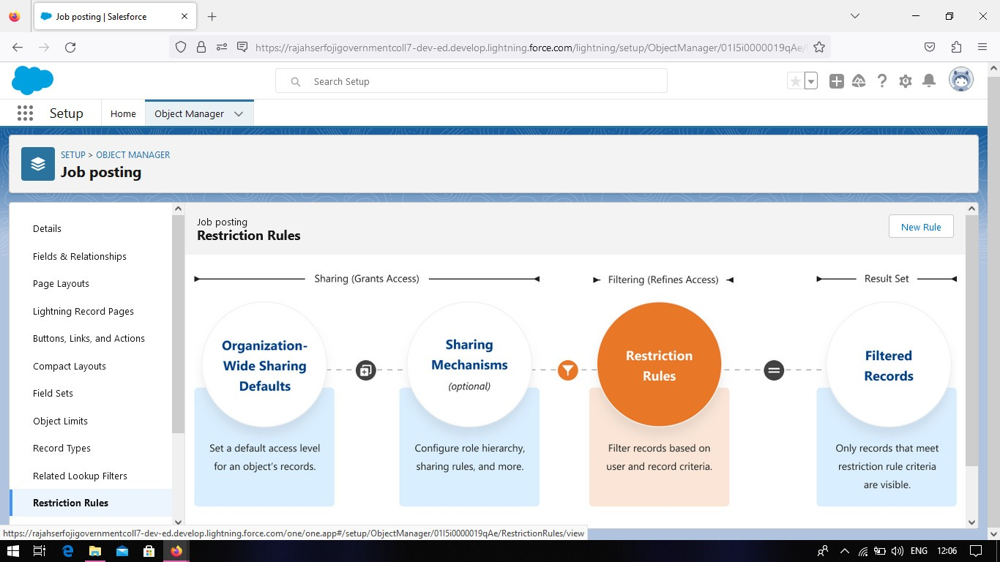 Job posting | Salesforce
https://rajahserfojigovernmentcoll7-dev-ed.develop.lightning.force.com/lightning/setup/ObjectManager/01I5i0000019qAe/
Search Setup
Setup
Home
Object Manager
SETUP > OBJECT MANAGER
Job posting
Details
Fields & Relationships
Page Layouts
Lightning Record Pages
Buttons, Links, and Actions
Compact Layouts
Field Sets
Object Limits
Record Types
Related Lookup Filters
Restriction Rules
Job posting
Restriction Rules
New Rule
Sharing (Grants Access)
Filtering (Refines Access)
Result Set
Organization-
Wide Sharing
Defaults
Set a default access level
for an object's records.
Sharing
Mechanisms
(optional)
Configure role hierarchy,
sharing rules, and more.
Restriction
Rules
Filter records based on
user and record criteria.
Filtered
Records
Only records that meet
restriction rule criteria
are visible.
https://rajahserfojigovernmentcoll7-dev-ed.develop.lightning.force.com/one/one.app#/setup/ObjectManager/01I5i0000019qAe/RestrictionRules/view
ENG
12:06